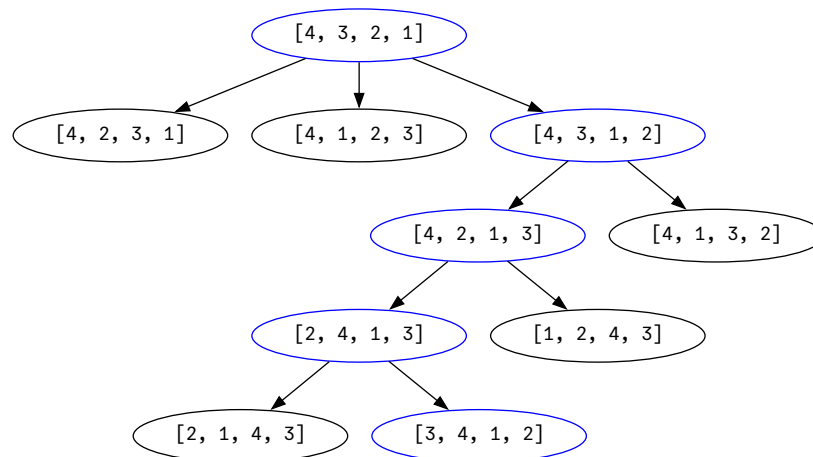 [4, 3, 2, 1]
[4, 2, 3, 1]
[4, 1, 2, 3]
[4, 3, 1, 2]
[4, 2, 1, 3]
[4, 1, 3, 2]
[2, 4, 1, 3]
[1, 2, 4, 3]
[2, 1, 4, 3]
[3, 4, 1, 2]